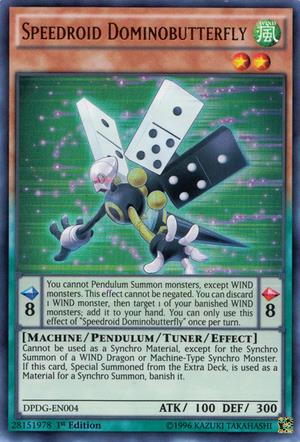 SPEEDROID DOMINOBUTTERFLY
WIND
風
You cannot Pendulum Summon monsters, except WIND
monsters. This effect cannot be negated. You can discard
1 WIND monster, then target 1 of your banished WIND
monsters; add it to your hand. You can only use this
effect of "Speedroid Dominobutterfly" once per turn.
8
8
[MACHINE/PENDULUM/TUNER/EFFECT]
Cannot be used as a Synchro Material, except for the Synchro
Summon of a WIND Dragon or Machine-Type Synchro Monster.
If this card, Special Summoned from the Extra Deck, is used as a
Material for a Synchro Summon, banish it.
DPDG-EN004
ATK/ 100 DEF/ 300
28151978
1st Edition
©1996 KAZUKI TAKAHASHI